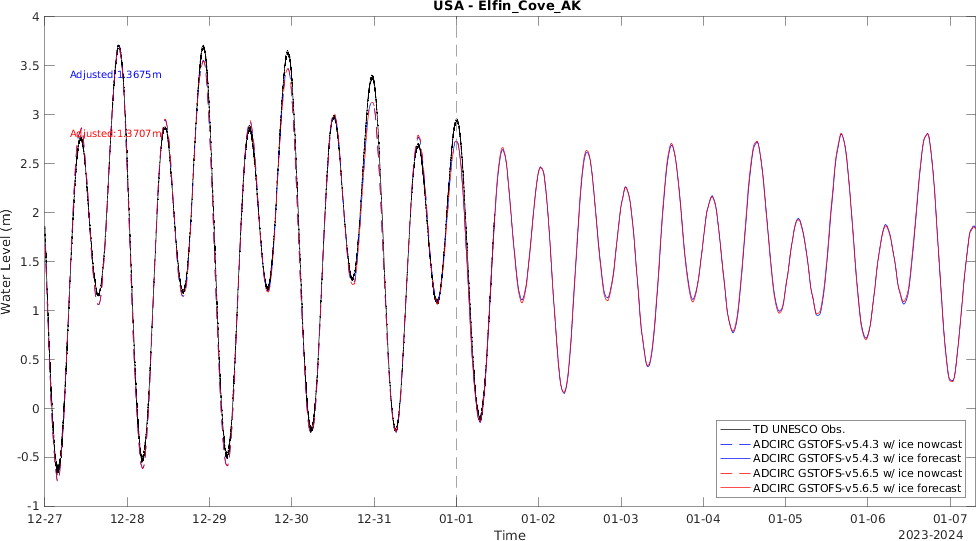 USA - Elfin_Cove_AK
4
3.5
3
2.5
2
1.5
1
0.5
0
-0.5
-1
Water Level (m)
Adjusted:1.3675m
Adjusted:1.3707m
TD UNESCO Obs.
ADCIRC GSTOFS-v5.4.3 w/ ice nowcast
ADCIRC GSTOFS-v5.4.3 w/ ice forecast
ADCIRC GSTOFS-v5.6.5 w/ ice nowcast
ADCIRC GSTOFS-v5.6.5 w/ ice forecast
12-27 12-28 12-29 12-30 12-31 01-01 01-02 01-03 01-04 01-05 01-06 01-07
Time
2023-2024